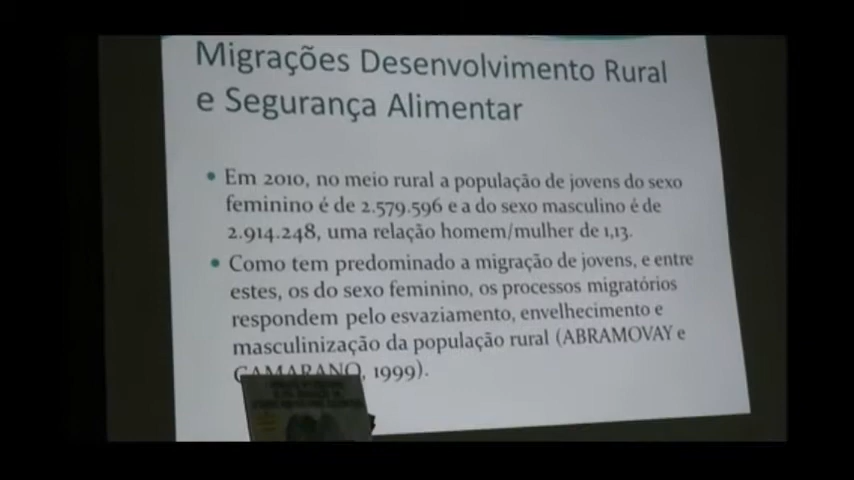 Migrações Desenvolvimento Rural
e Segurança Alimentar
• Em 2010, no meio rural a população de jovens do sexo
feminino é de 2.579.596 e a do sexo masculino é de
2.914.248, uma relação homem/mulher de 1,13.
• Como tem predominado a migração de jovens, e entre
estes, os do sexo feminino, os processos migratórios
respondem pelo esvaziamento, envelhecimento e
masculinização da população rural (ABRAMOVAY e
CAMARANO, 1999).